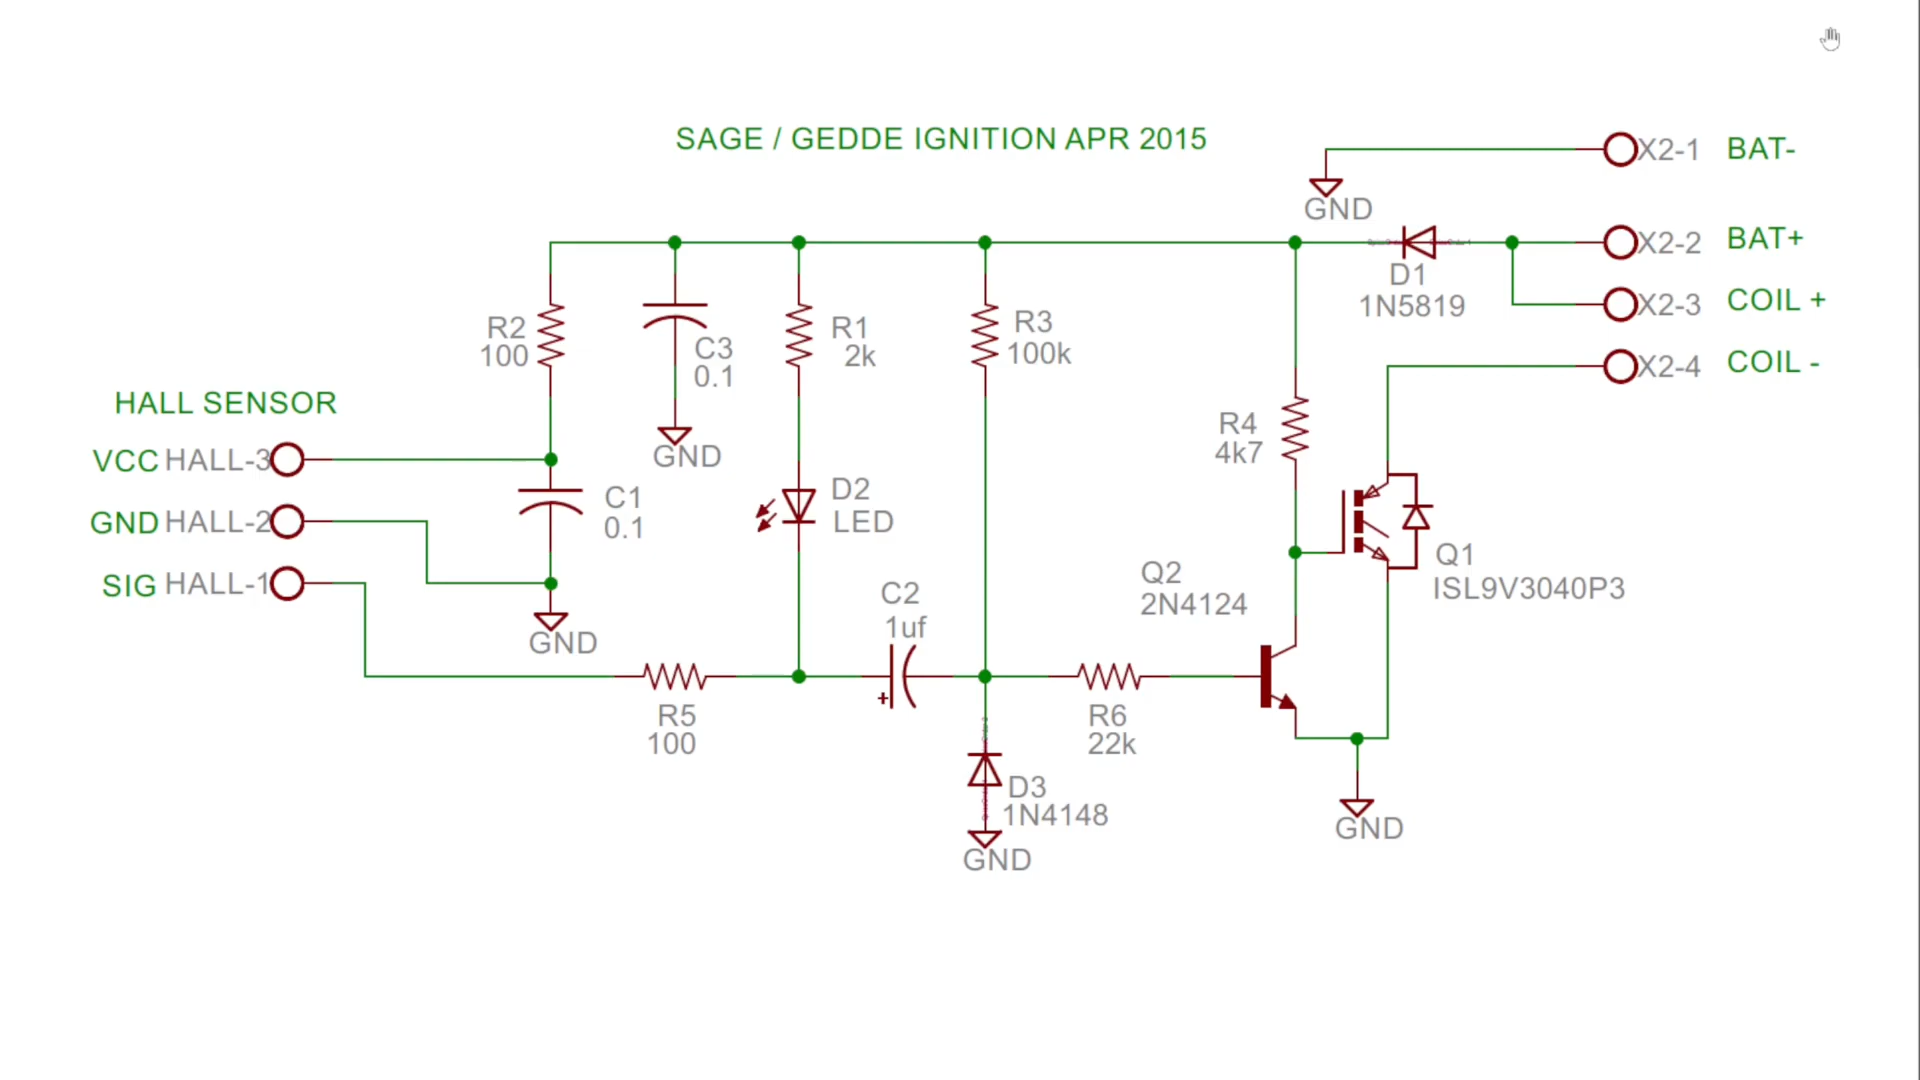 SAGE / GEDDE IGNITION APR 2015
X2-1 BAT-
GND
X2-2 BAT+
D1
1N5819
X2-3 COIL +
X2-4 COIL -
R2
100
C3
0.1
GND
R1
2k
R3
100k
R4
4k7
HALL SENSOR
VCC HALL-3
GND HALL-2
SIG HALL-1
C1
0.1
GND
D2
LED
C2
1uf
+
Q2
2N4124
Q1
ISL9V3040P3
R5
100
R6
22k
D3
1N4148
GND
GND